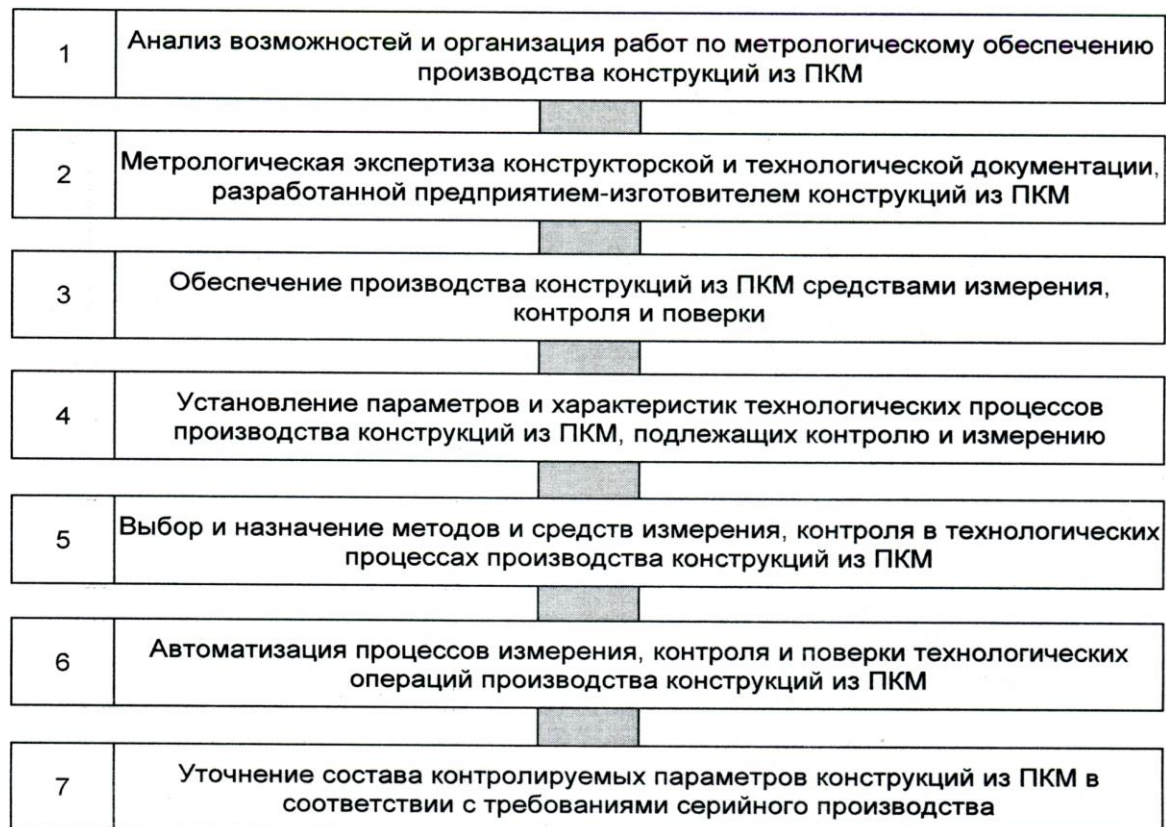 1
Анализ возможностей и организация работ по метрологическому обеспечению
производства конструкций из ПКМ
2
Метрологическая экспертиза конструкторской и технологической документации,
разработанной предприятием-изготовителем конструкций из ПКМ
3
Обеспечение производства конструкций из ПКМ средствами измерения,
контроля и поверки
4
Установление параметров и характеристик технологических процессов
производства конструкций из ПКМ, подлежащих контролю и измерению
5
Выбор и назначение методов и средств измерения, контроля в технологических
процессах производства конструкций из ПКМ
6
Автоматизация процессов измерения, контроля и поверки технологических
операций производства конструкций из ПКМ
7
Уточнение состава контролируемых параметров конструкций из ПКМ в
соответствии с требованиями серийного производства